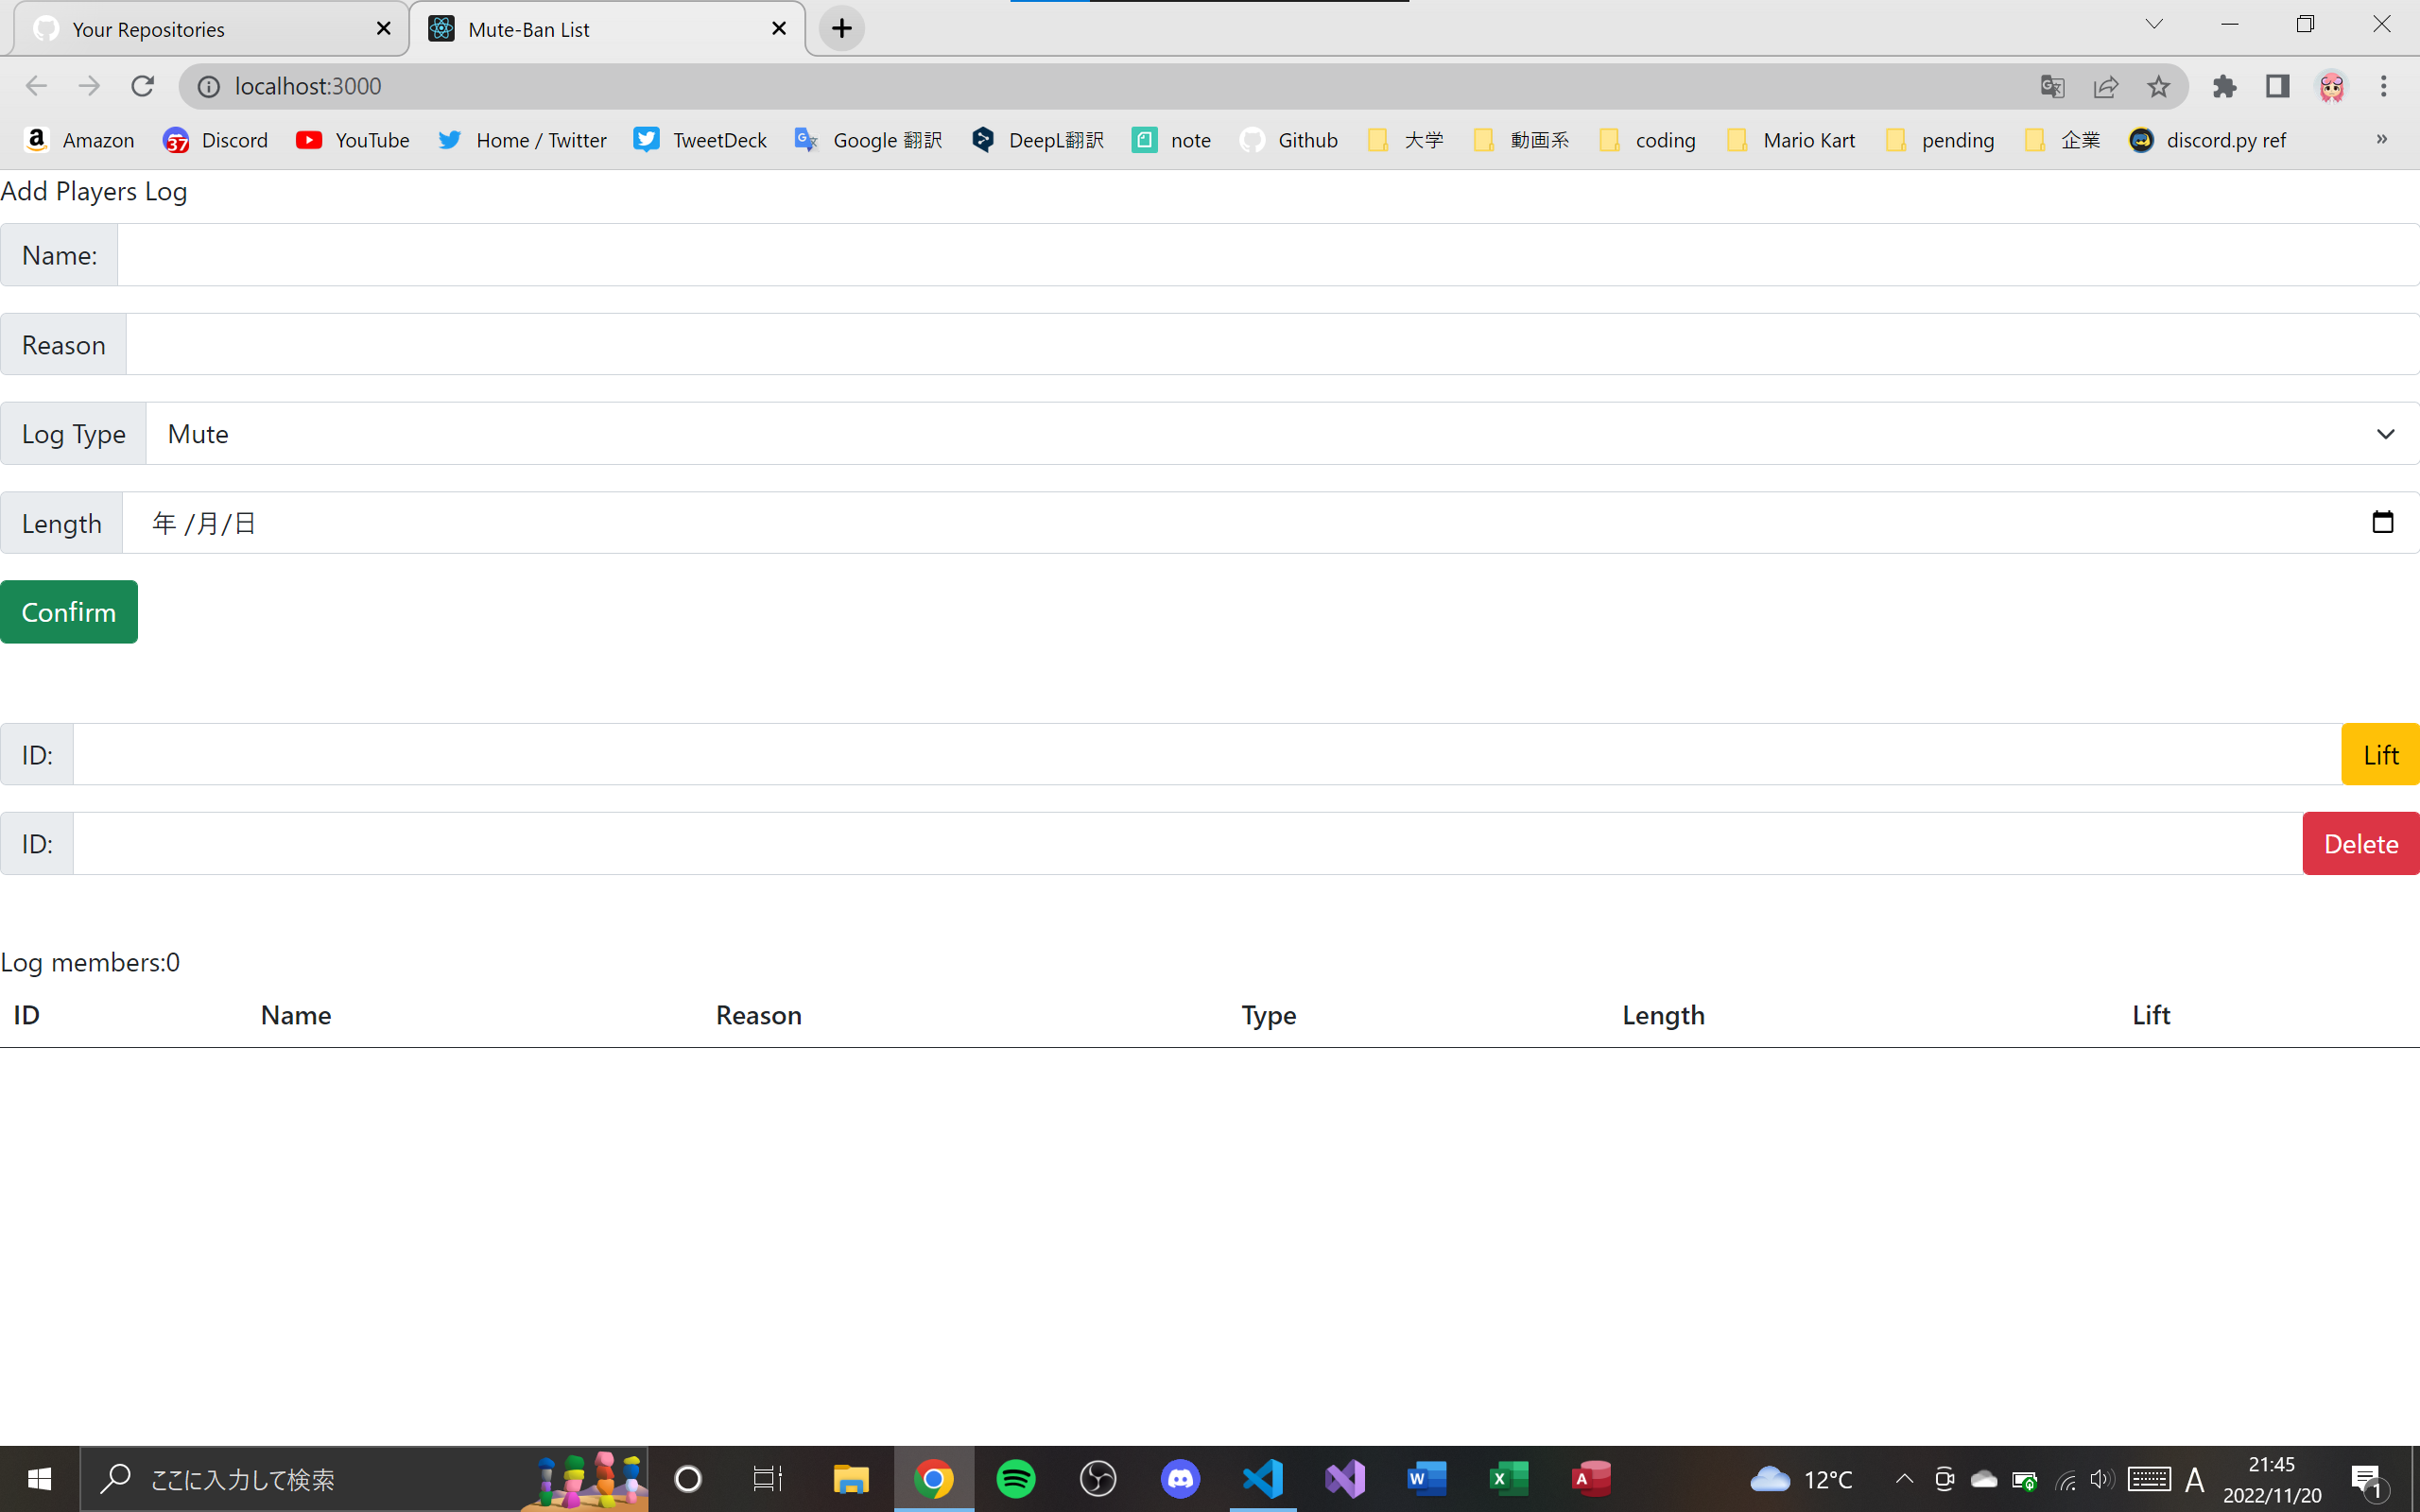 Your Repositories
Mute-Ban List
localhost:3000
Amazon
37
Discord
YouTube
Home / Twitter
TweetDeck
Google 翻訳
DeepL翻訳
note
Github
大学
動画系
coding
Mario Kart
pending
企業
discord.py ref
»
Add Players Log
Name:
Reason
Log Type
Mute
Length
年 /月/日
Confirm
ID:
Lift
ID:
Delete
Log members:0
ID Name Reason Type Length Lift
ここに入力して検索
12°C
A
21:45
2022/11/20
1